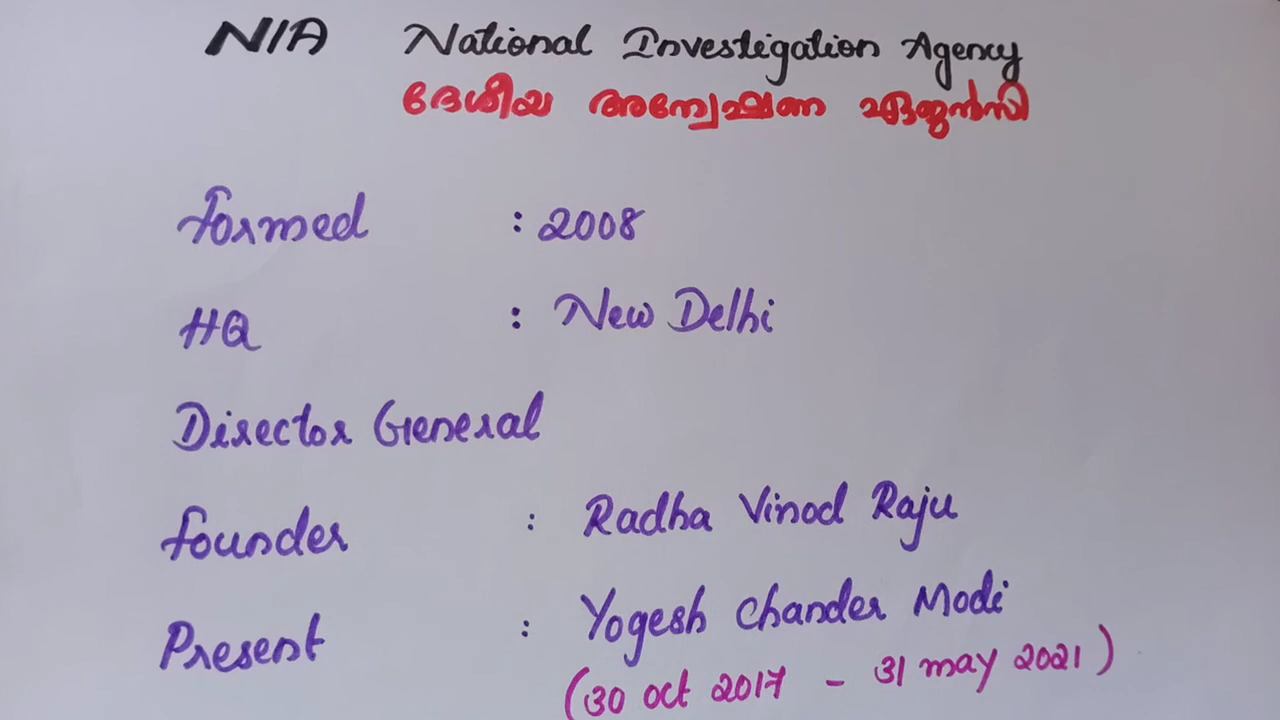 NIA National Investigation Agency
ദേശീയ അന്വേഷണ ഏജൻസി
Formed : 2008
HQ : New Delhi
Director General
Founder : Radha Vinod Raju
Present : Yogesh Chander Modi
(30 oct 2017 - 31 may 2021)